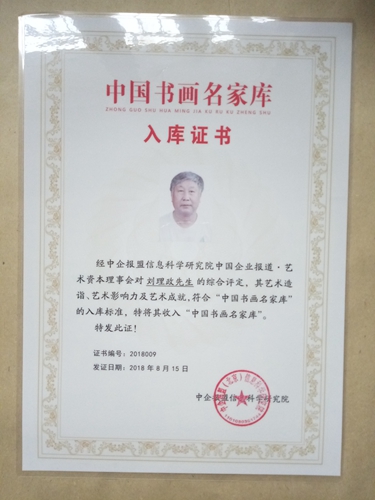 中国书画名家库
ZHONG GUO SHU HUA MING JIA KU RU KU ZHENG SHU
入库证书
经中企报盟信息科学研究院中国企业报道·艺
术资本理事会对刘理政先生的综合评定，其艺术造
诣、艺术影响力及艺术成就，符合“中国书画名家库”
的入库标准，特将其收入“中国书画名家库”。
特发此证！
证书编号：2018009
发证日期：2018年8月15日
中企报盟信息科学研究院